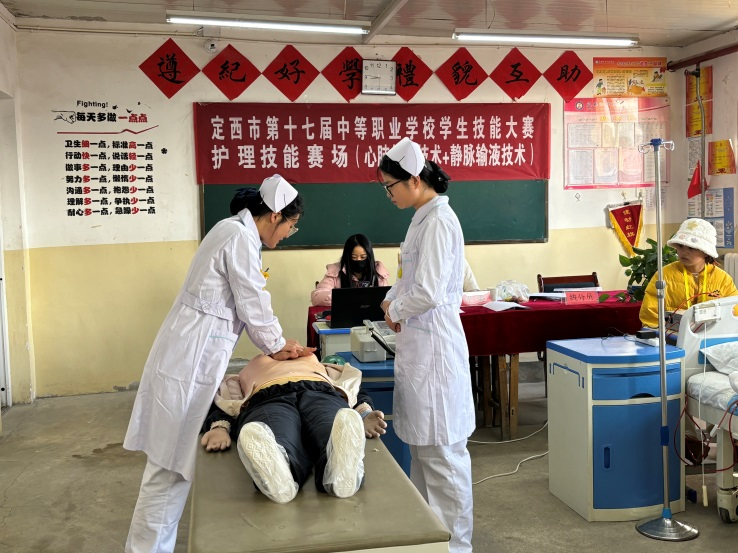 遵纪好学礼貌互助
Fighting!
每天多做一点点
卫生勤一点,标准高一点
行动快一点,说话轻一点
做事多一点,理由少一点
努力多一点,懒惰少一点
沟通多一点,抱怨少一点
理解多一点,争执少一点
耐心多一点,急躁少一点
定西市第十七届中等职业学校学生技能大赛
护理技能赛场(心肺 术+静脉输液技术)